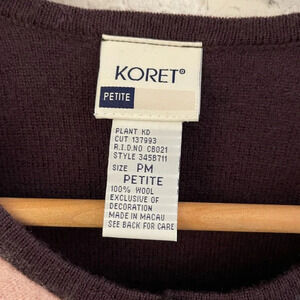 KORET®
PETITE
PLANT KD
CUT 137993
R.I.D.NO CB021
STYLE 3458711
SIZE PM
PETITE
100% WOOL
EXCLUSIVE OF
DECORATION
MADE IN MACAU
SEE BACK FOR CARE